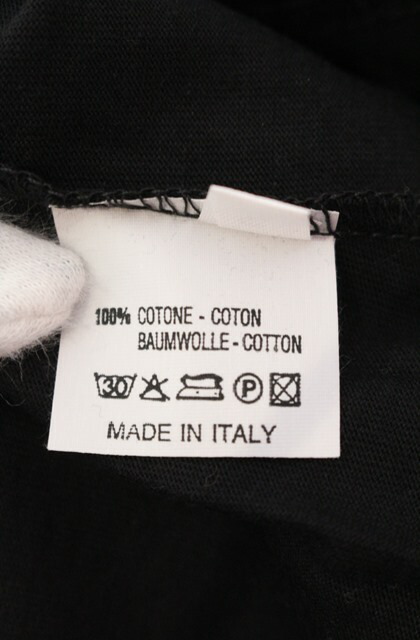 100% COTONE - COTON
BAUMWOLLE - COTTON
30 P
MADE IN ITALY